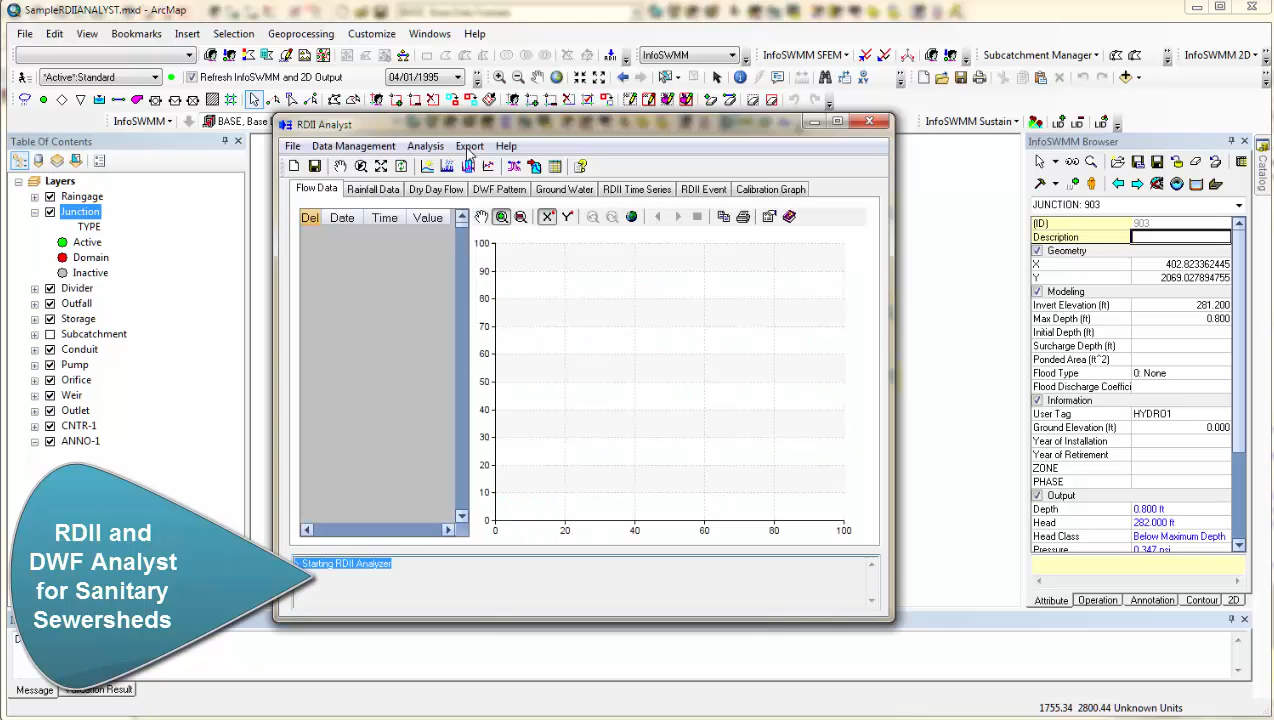 SampleRDIIANALYST.mxd - ArcMap
File Edit View Bookmarks Insert Selection Geoprocessing Customize Windows Help
InfoSWMM InfoSWMM SFEM Subcatchment Manager InfoSWMM 2D
"Active":Standard Refresh InfoSWMM and 2D Output 04/01/1995
InfoSWMM BASE, Base InfoSWMM Sustain
Table Of Contents
Layers
Raingage
Junction
TYPE
Active
Domain
Inactive
Divider
Outfall
Storage
Subcatchment
Conduit
Pump
Orifice
Weir
Outlet
CNTR-1
ANNO-1
RDII Analyst
File Data Management Analysis Export Help
Flow Data Rainfall Data Dry Day Flow DWF Pattern Ground Water RDII Time Series RDII Event Calibration Graph
Del Date Time Value
100
90
80
70
60
50
40
30
20
10
0
0 20 40 60 80 100
Starting RDII Analyzer
RDII and
DWF Analyst
for Sanitary
Sewersheds
Message Validation Result
InfoSWMM Browser
Catalog
JUNCTION: 903
(ID) 903
Description
Geometry
X 402.823362445
Y 2069.027894755
Modeling
Invert Elevation (ft) 281.200
Max Depth (ft) 0.800
Initial Depth (ft)
Surcharge Depth (ft)
Ponded Area (ft^2)
Flood Type 0: None
Flood Discharge Coeffici
Information
User Tag HYDRO1
Ground Elevation (ft) 0.000
Year of Installation
Year of Retirement
ZONE
PHASE
Output
Depth 0.800 ft
Head 282.000 ft
Head Class Below Maximum Depth
Pressure 0.347 psi
Attribute Operation Annotation Contour 2D
1755.34 2800.44 Unknown Units